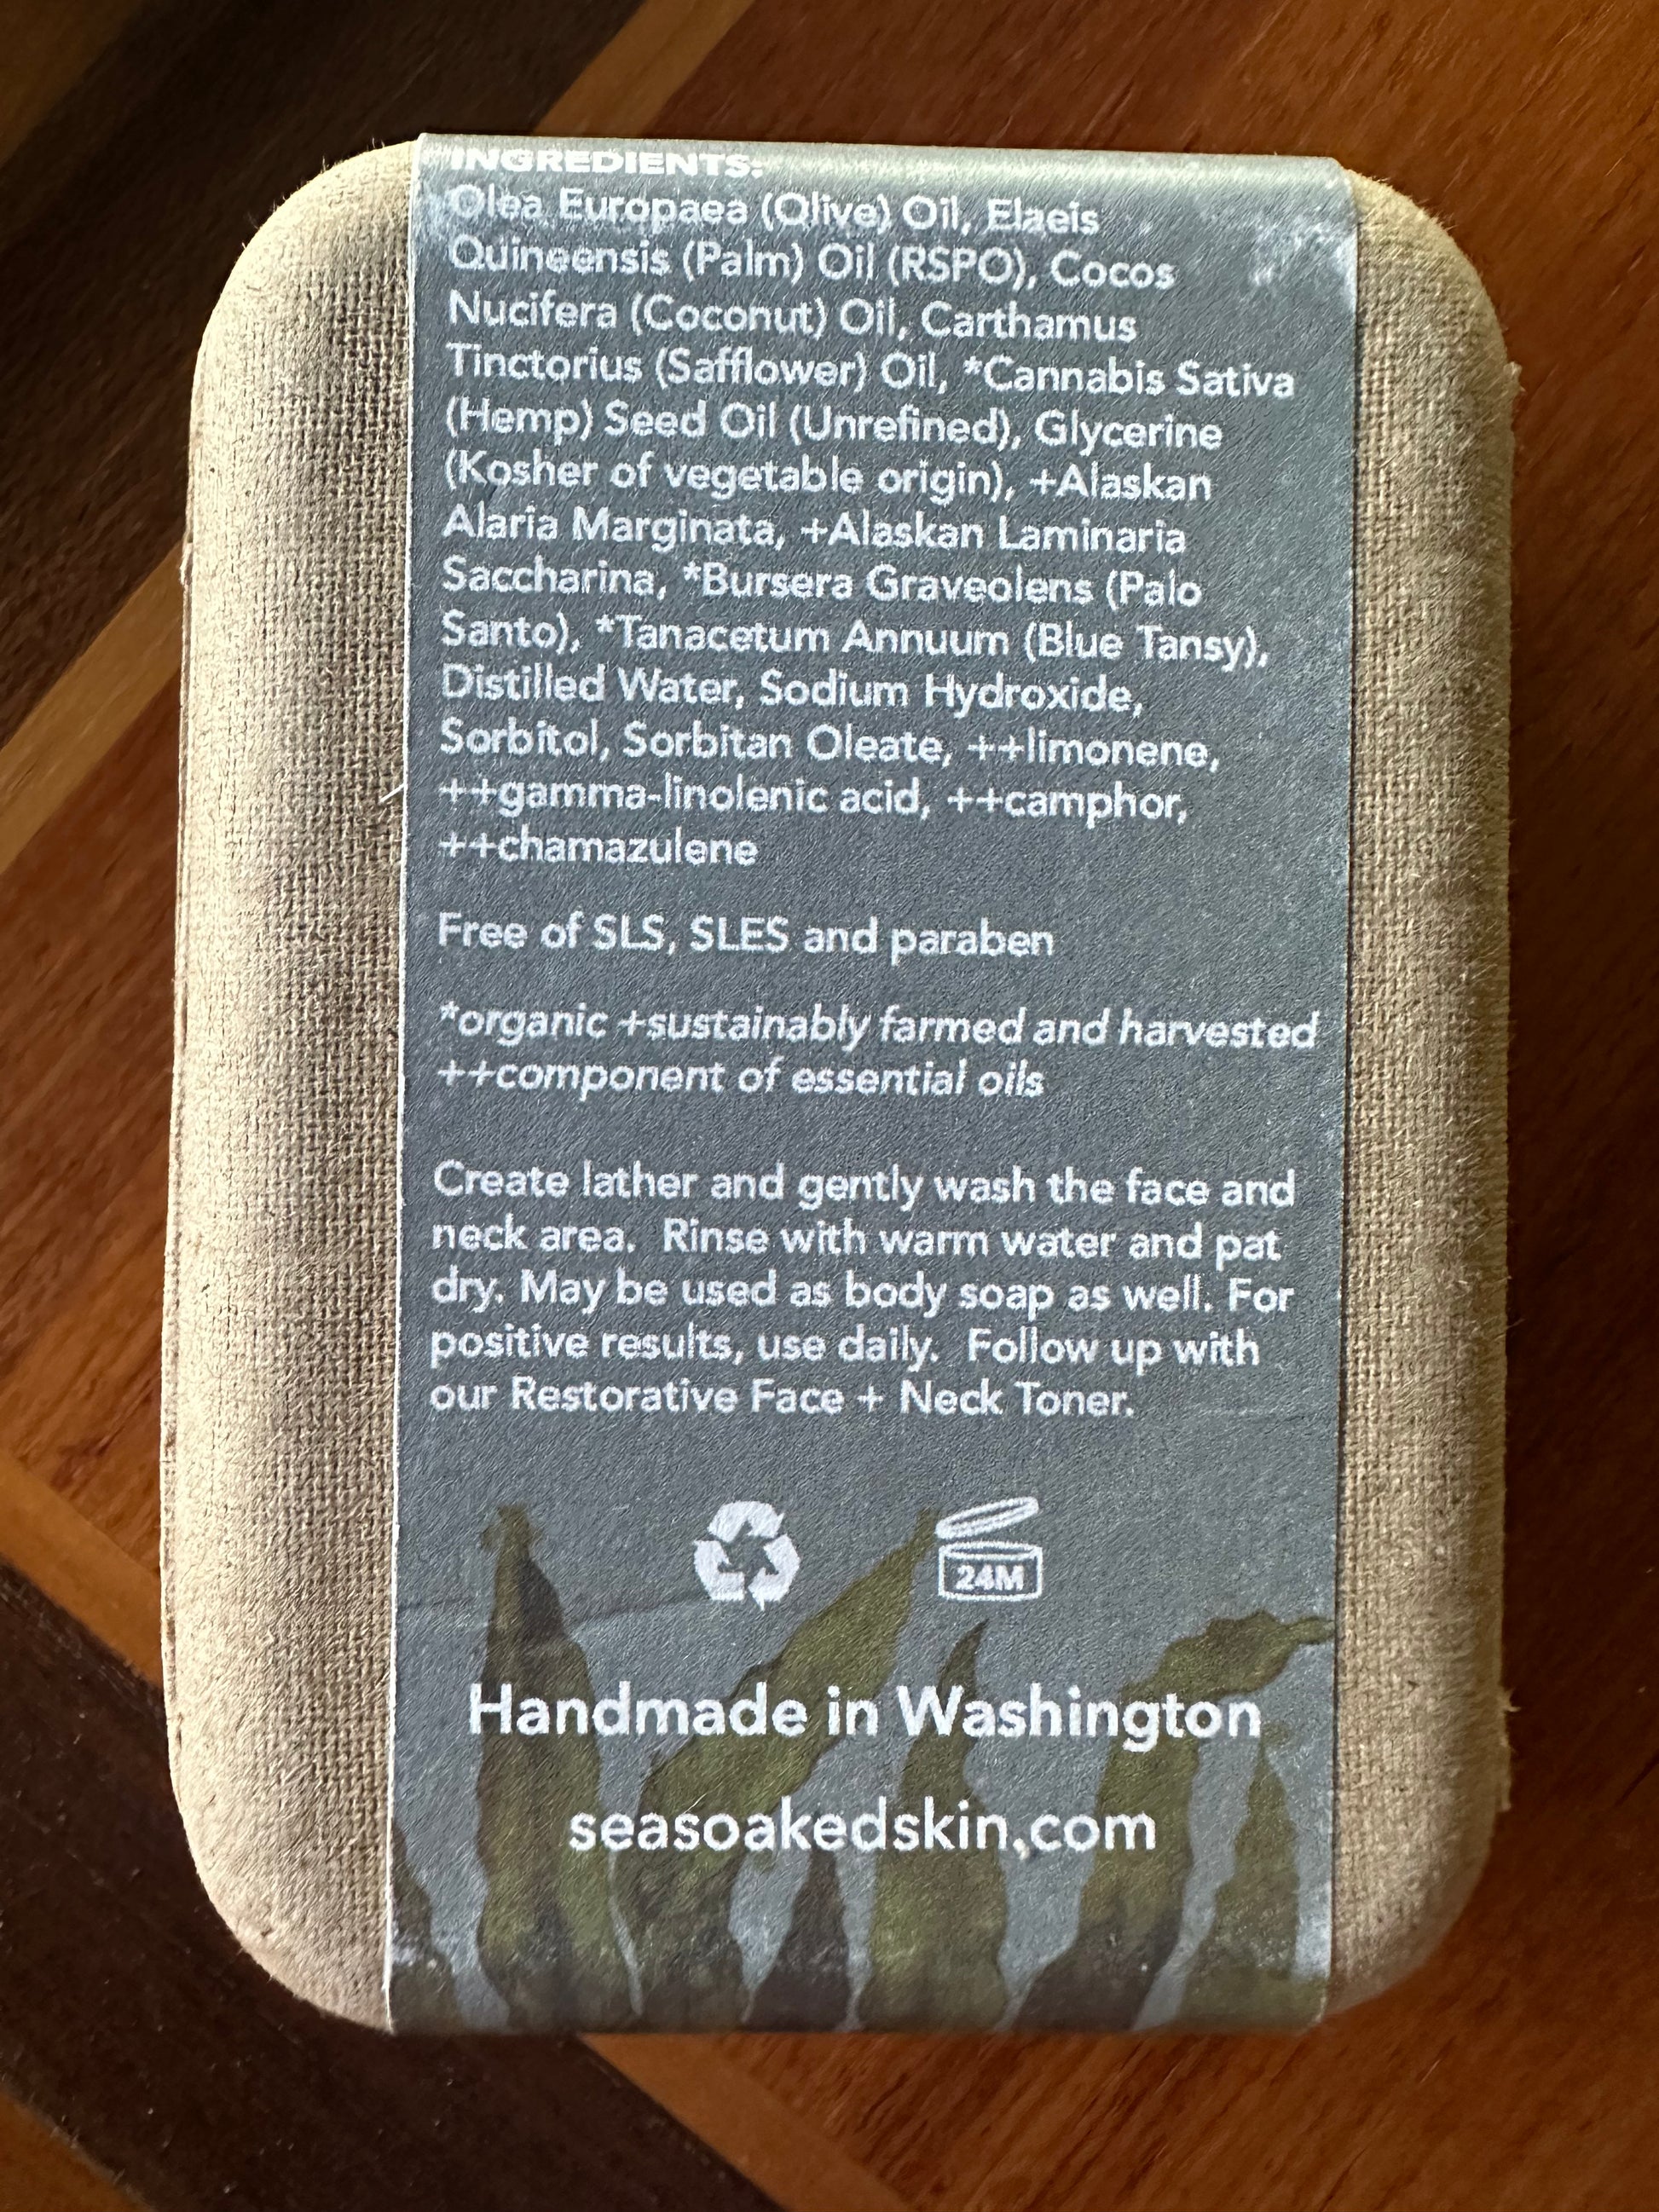 INGREDIENTS:
Olea Europaea (Olive) Oil, Elaeis
Quineensis (Palm) Oil (RSPO), Cocos
Nucifera (Coconut) Oil, Carthamus
Tinctorius (Safflower) Oil, *Cannabis Sativa
(Hemp) Seed Oil (Unrefined), Glycerine
(Kosher of vegetable origin), +Alaskan
Alaria Marginata, +Alaskan Laminaria
Saccharina, *Bursera Graveolens (Palo
Santo), *Tanacetum Annuum (Blue Tansy),
Distilled Water, Sodium Hydroxide,
Sorbitol, Sorbitan Oleate, ++limonene,
++gamma-linolenic acid, ++camphor,
++chamazulene
Free of SLS, SLES and paraben
*organic +sustainably farmed and harvested
++component of essential oils
Create lather and gently wash the face and
neck area. Rinse with warm water and pat
dry. May be used as body soap as well. For
positive results, use daily. Follow up with
our Restorative Face + Neck Toner.
24M
Handmade in Washington
seasoakedskin.com